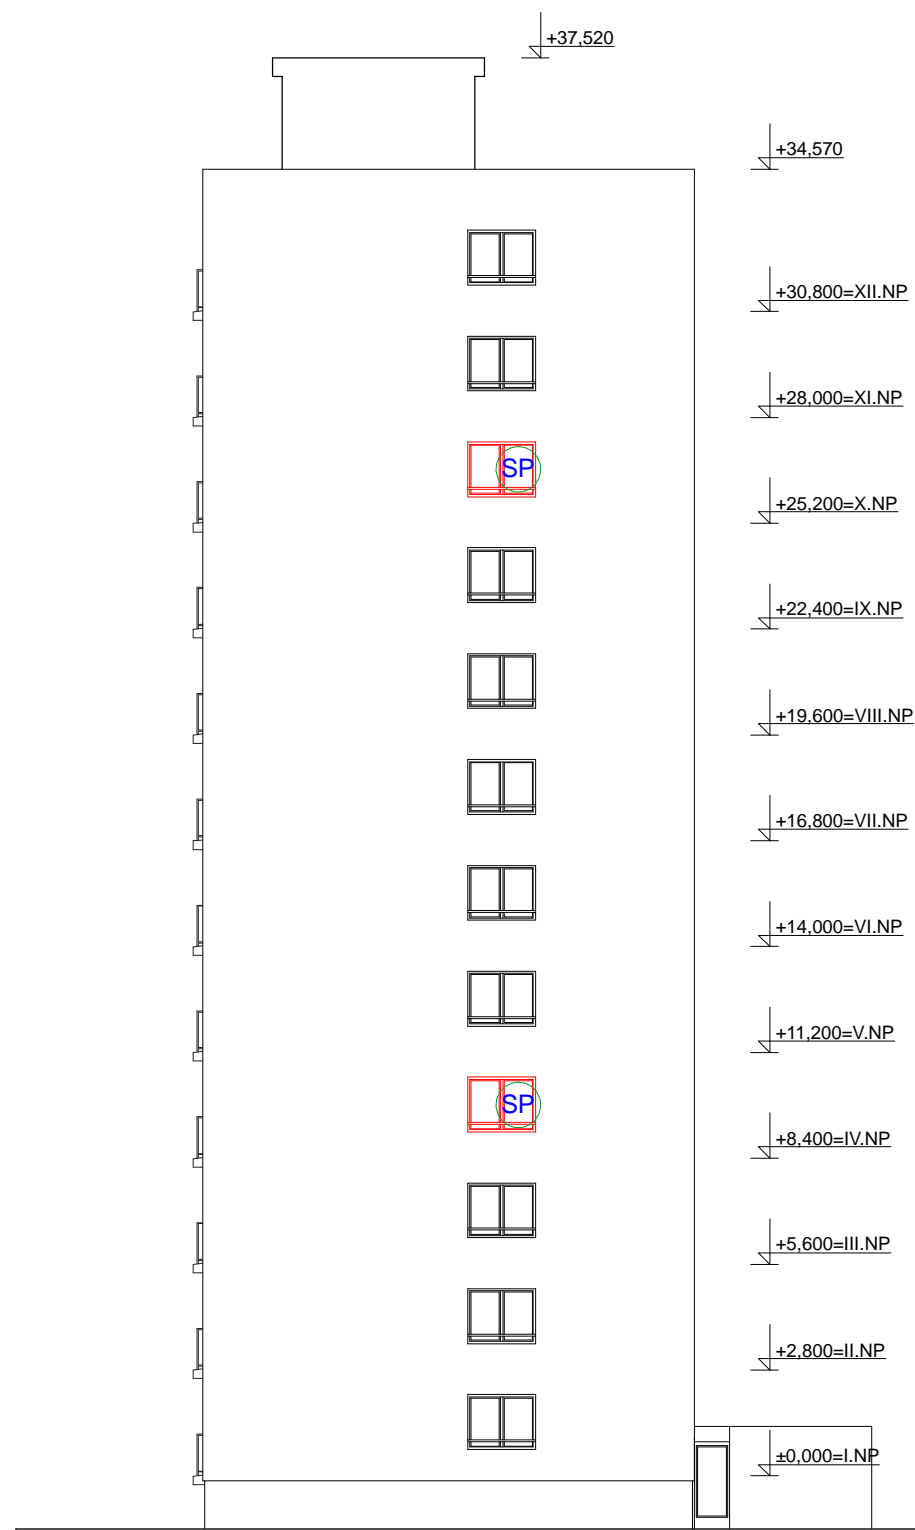 +37,520
+34,570
+30,800=XII.NP
+28,000=XI.NP
SP
+25,200=X.NP
+22,400=IX.NP
+19,600=VIII.NP
+16,800=VII.NP
+14,000=VI.NP
+11,200=V.NP
SP
+8,400=IV.NP
+5,600=III.NP
+2,800=II.NP
±0,000=I.NP